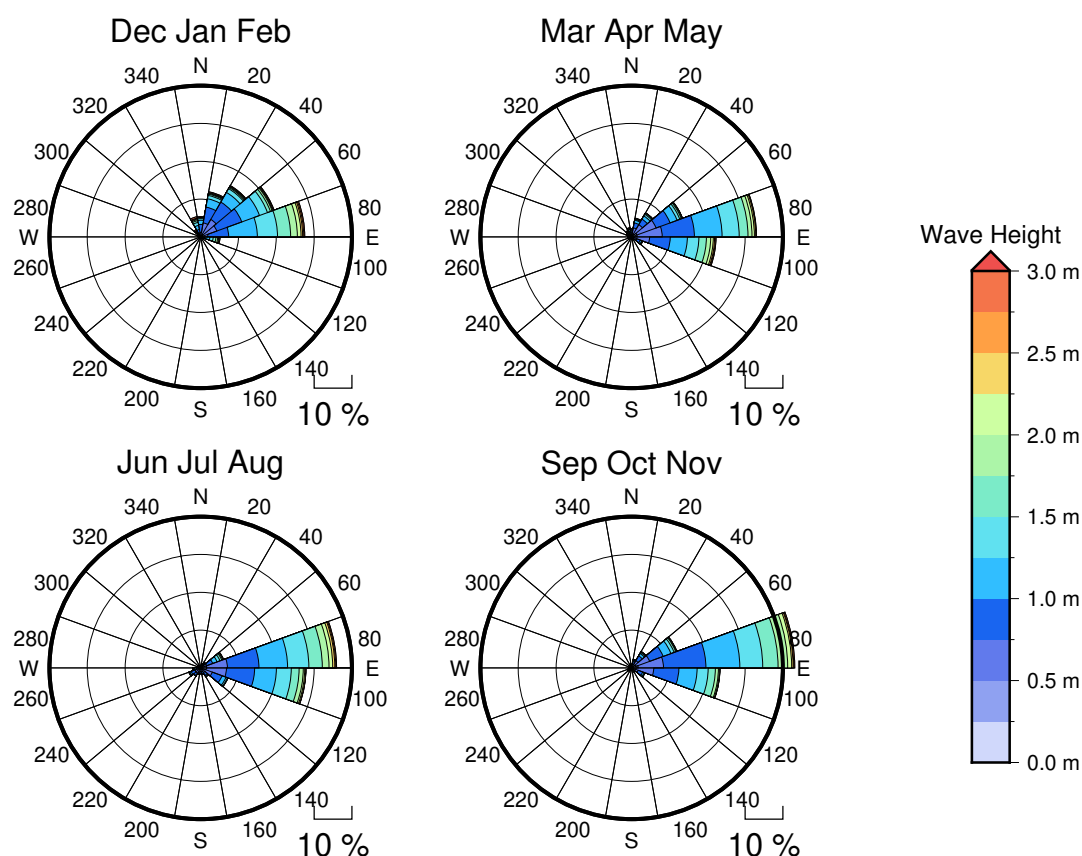 Dec Jan Feb
N
20
40
60
80
E
100
120
140
160
S
200
220
240
260
W
280
300
320
340
10 %
Mar Apr May
N
20
40
60
80
E
100
120
140
160
S
200
220
240
260
W
280
300
320
340
10 %
Jun Jul Aug
N
20
40
60
80
E
100
120
140
160
S
200
220
240
260
W
280
300
320
340
10 %
Sep Oct Nov
N
20
40
60
80
E
100
120
140
160
S
200
220
240
260
W
280
300
320
340
10 %
Wave Height
3.0 m
2.5 m
2.0 m
1.5 m
1.0 m
0.5 m
0.0 m